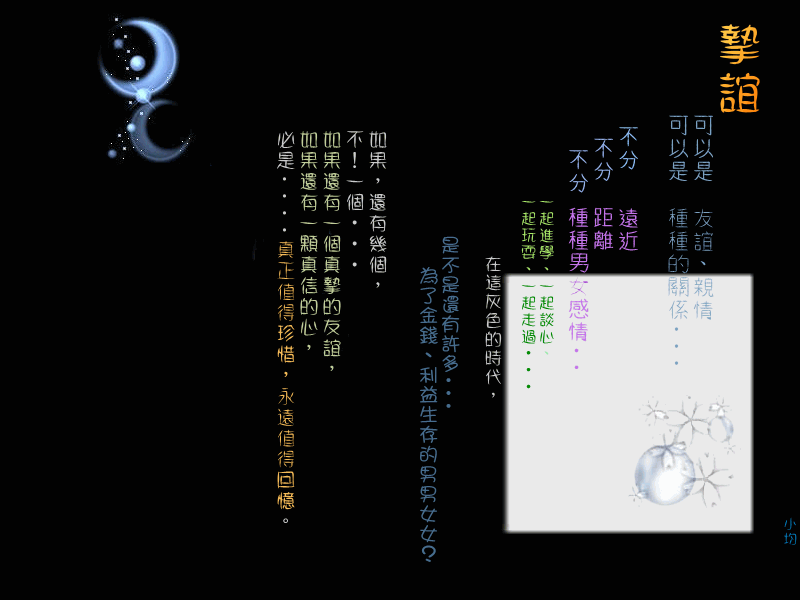 摯誼
可以是 友誼、親情
可以是 種種的關係···
不分 遠近
不分 距離
不分 種種男女感情··
一起進學、一起談心、
一起玩耍、一起走過···
在這灰色的時代，
是不是還有許多···
為了金錢、利益生存的男男女女？
如果，還有幾個，
不！一個···
如果還有一個真摯的友誼，
如果還有一顆真信的心，
必是····真正值得珍惜，永遠值得回憶。
小均